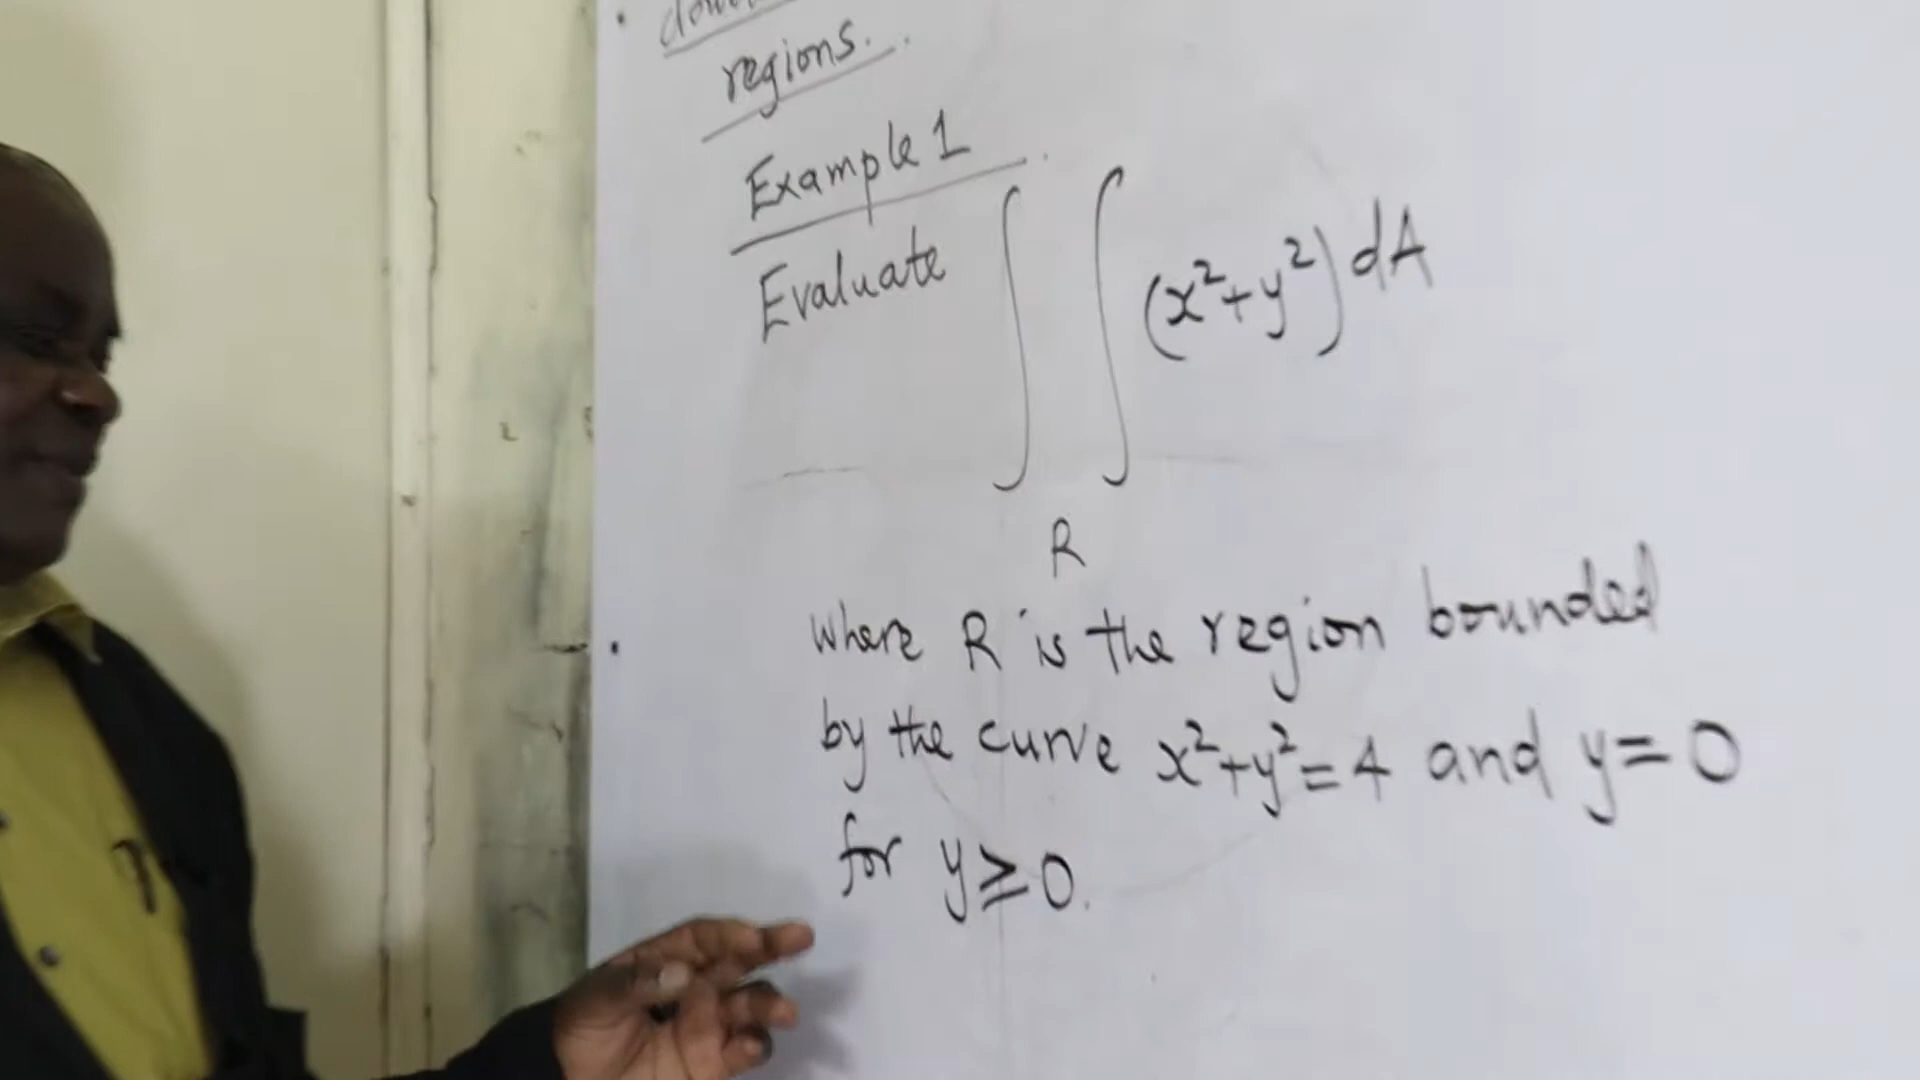 regions.
Example 1
Evaluate ∫∫ (x²+y²) dA
R
where R is the region bounded
by the curve x²+y²=4 and y=0
for y≥0.